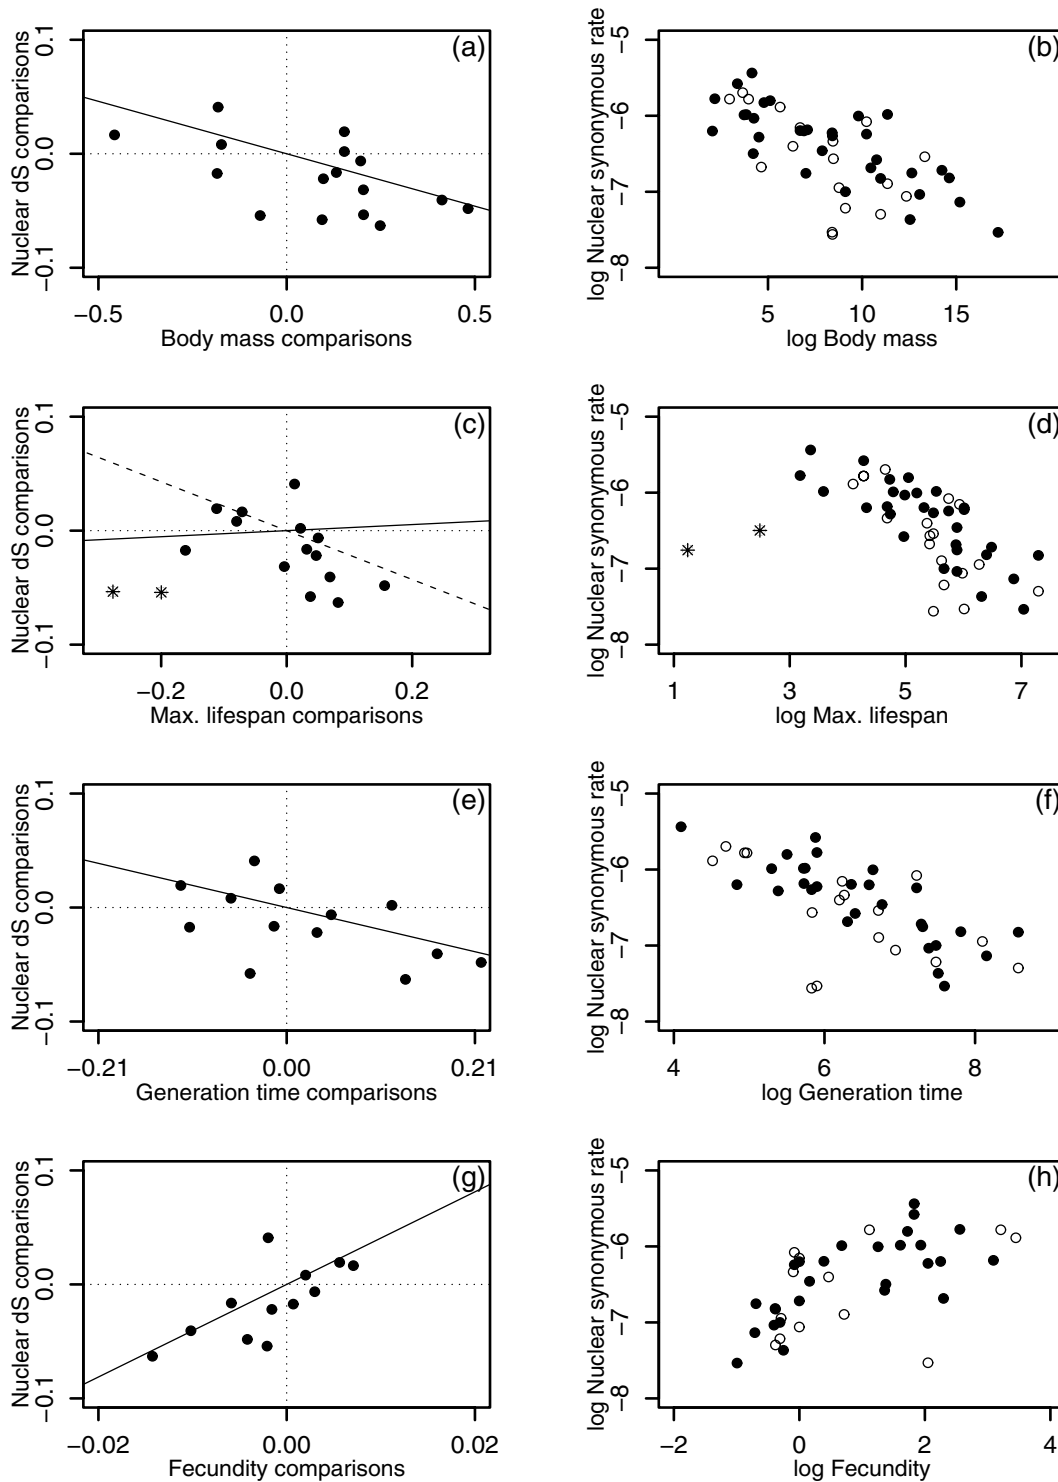 (a)
Nuclear dS comparisons
0.1
0.0
−0.1
−0.5 0.0 0.5
Body mass comparisons
(b)
log Nuclear synonymous rate
−5
−6
−7
−8
5 10 15
log Body mass
(c)
Nuclear dS comparisons
0.1
0.0
−0.1
−0.2 0.0 0.2
Max. lifespan comparisons
(d)
log Nuclear synonymous rate
−5
−6
−7
−8
1 3 5 7
log Max. lifespan
(e)
Nuclear dS comparisons
0.1
0.0
−0.1
−0.21 0.00 0.21
Generation time comparisons
(f)
log Nuclear synonymous rate
−5
−6
−7
−8
4 6 8
log Generation time
(g)
Nuclear dS comparisons
0.1
0.0
−0.1
−0.02 0.00 0.02
Fecundity comparisons
(h)
log Nuclear synonymous rate
−5
−6
−7
−8
−2 0 2 4
log Fecundity